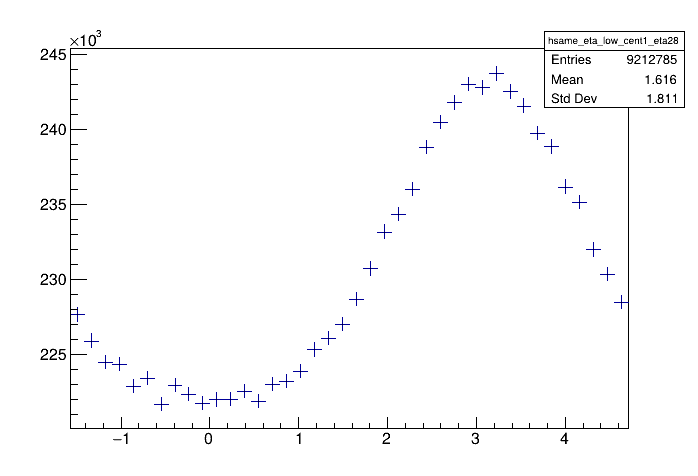 ×10³
hsame_eta_low_cent1_eta28
Entries 9212785
Mean 1.616
Std Dev 1.811
245
240
235
230
225
−1 0 1 2 3 4